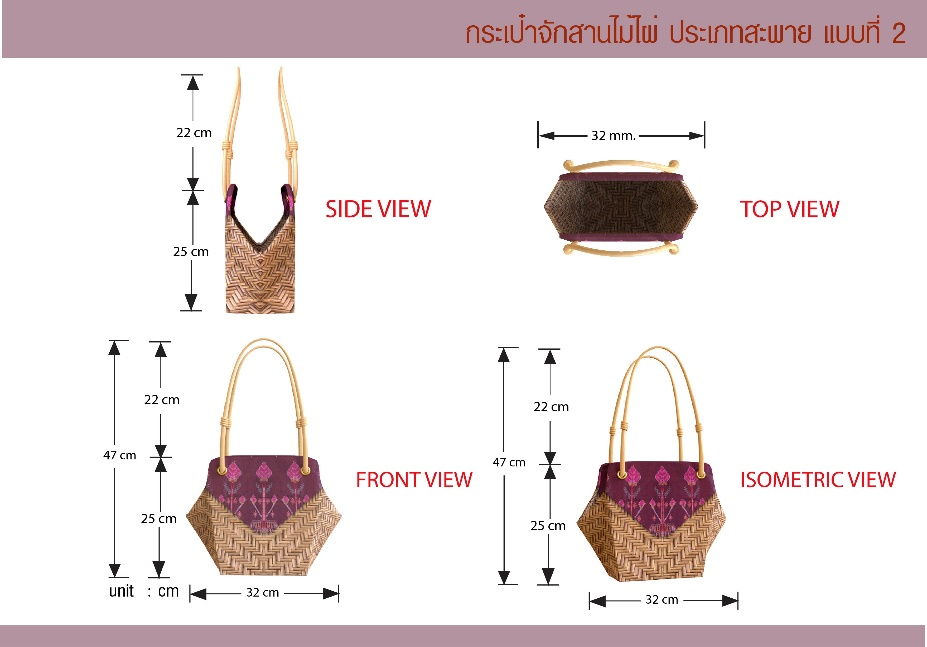 กระเป๋าจักสานไม้ไผ่ ประเภทสะพาย แบบที่ 2
22 cm
25 cm
SIDE VIEW
32 mm.
TOP VIEW
47 cm
22 cm
25 cm
FRONT VIEW
unit : cm
32 cm
47 cm
22 cm
25 cm
ISOMETRIC VIEW
32 cm